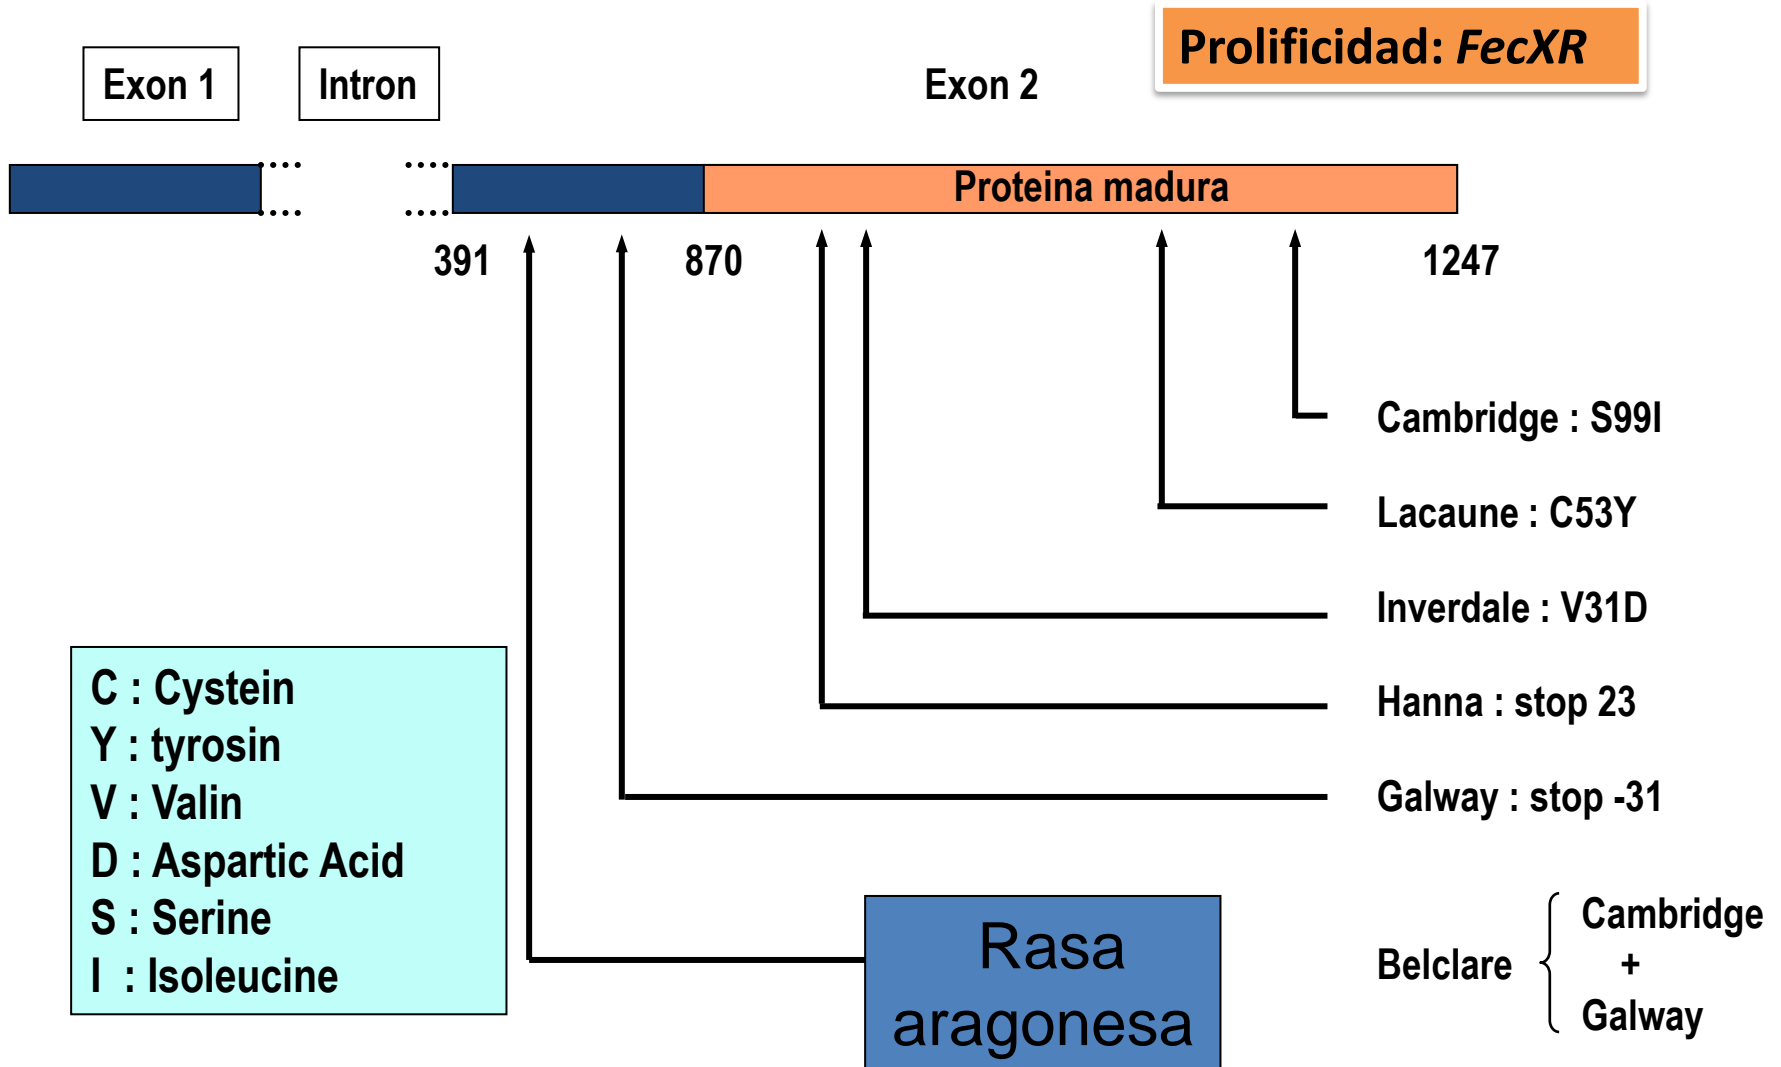 Prolificidad: FecXR
Exon 1
Intron
Exon 2
Proteina madura
391
870
1247
Cambridge : S99I
Lacaune : C53Y
Inverdale : V31D
Hanna : stop 23
Galway : stop -31
C : Cystein
Y : tyrosin
V : Valin
D : Aspartic Acid
S : Serine
I : Isoleucine
Rasa
aragonesa
Belclare
Cambridge
+
Galway